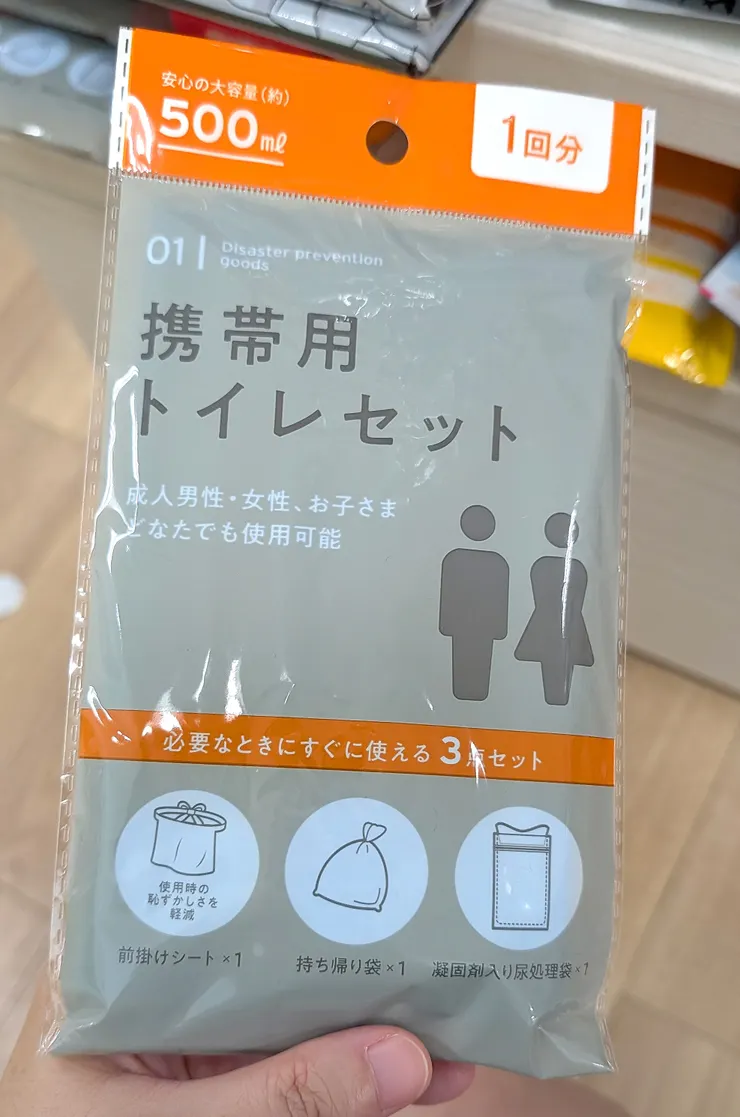 安心の大容量(約)
500ml
1回分
01 | Disaster prevention
goods
携帯用
トイレセット
成人男性・女性、お子さま
どなたでも使用可能
必要なときにすぐに使える 3点セット
使用時の
恥ずかしさを
軽減
前掛けシート×1
持ち帰り袋×1
凝固剤入り尿処理袋×1